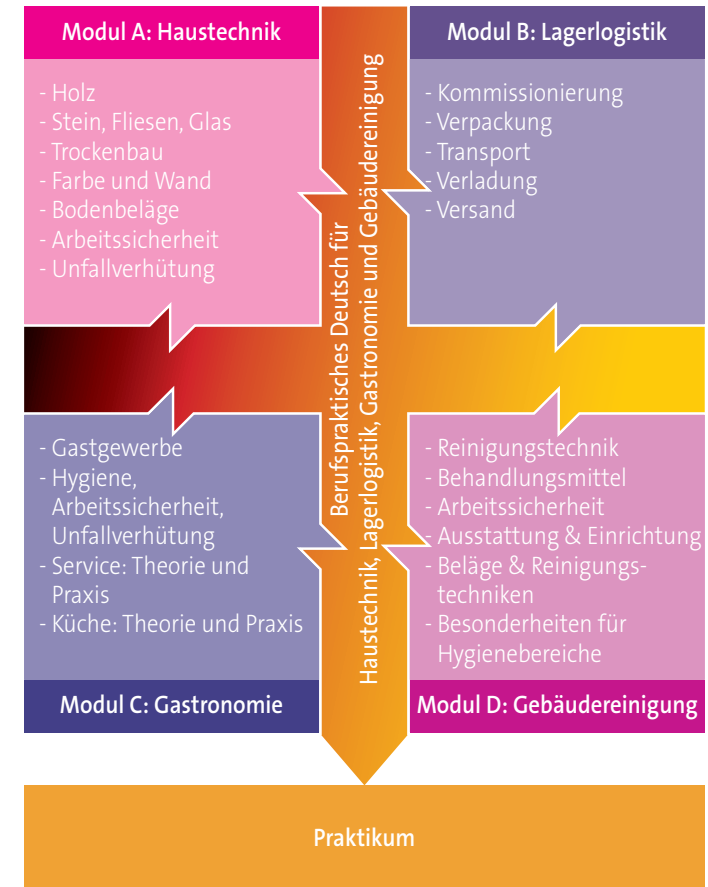 Modul A: Haustechnik
- Holz
- Stein, Fliesen, Glas
- Trockenbau
- Farbe und Wand
- Bodenbeläge
- Arbeitssicherheit
- Unfallverhütung
Modul B: Lagerlogistik
- Kommissionierung
- Verpackung
- Transport
- Verladung
- Versand
Berufspraktisches Deutsch für
Haustechnik, Lagerlogistik, Gastronomie und Gebäudereinigung
- Gastgewerbe
- Hygiene,
Arbeitssicherheit,
Unfallverhütung
- Service: Theorie und
Praxis
- Küche: Theorie und Praxis
Modul C: Gastronomie
- Reinigungstechnik
- Behandlungsmittel
- Arbeitssicherheit
- Ausstattung & Einrichtung
- Beläge & Reinigungs-
techniken
- Besonderheiten für
Hygienebereiche
Modul D: Gebäudereinigung
Praktikum